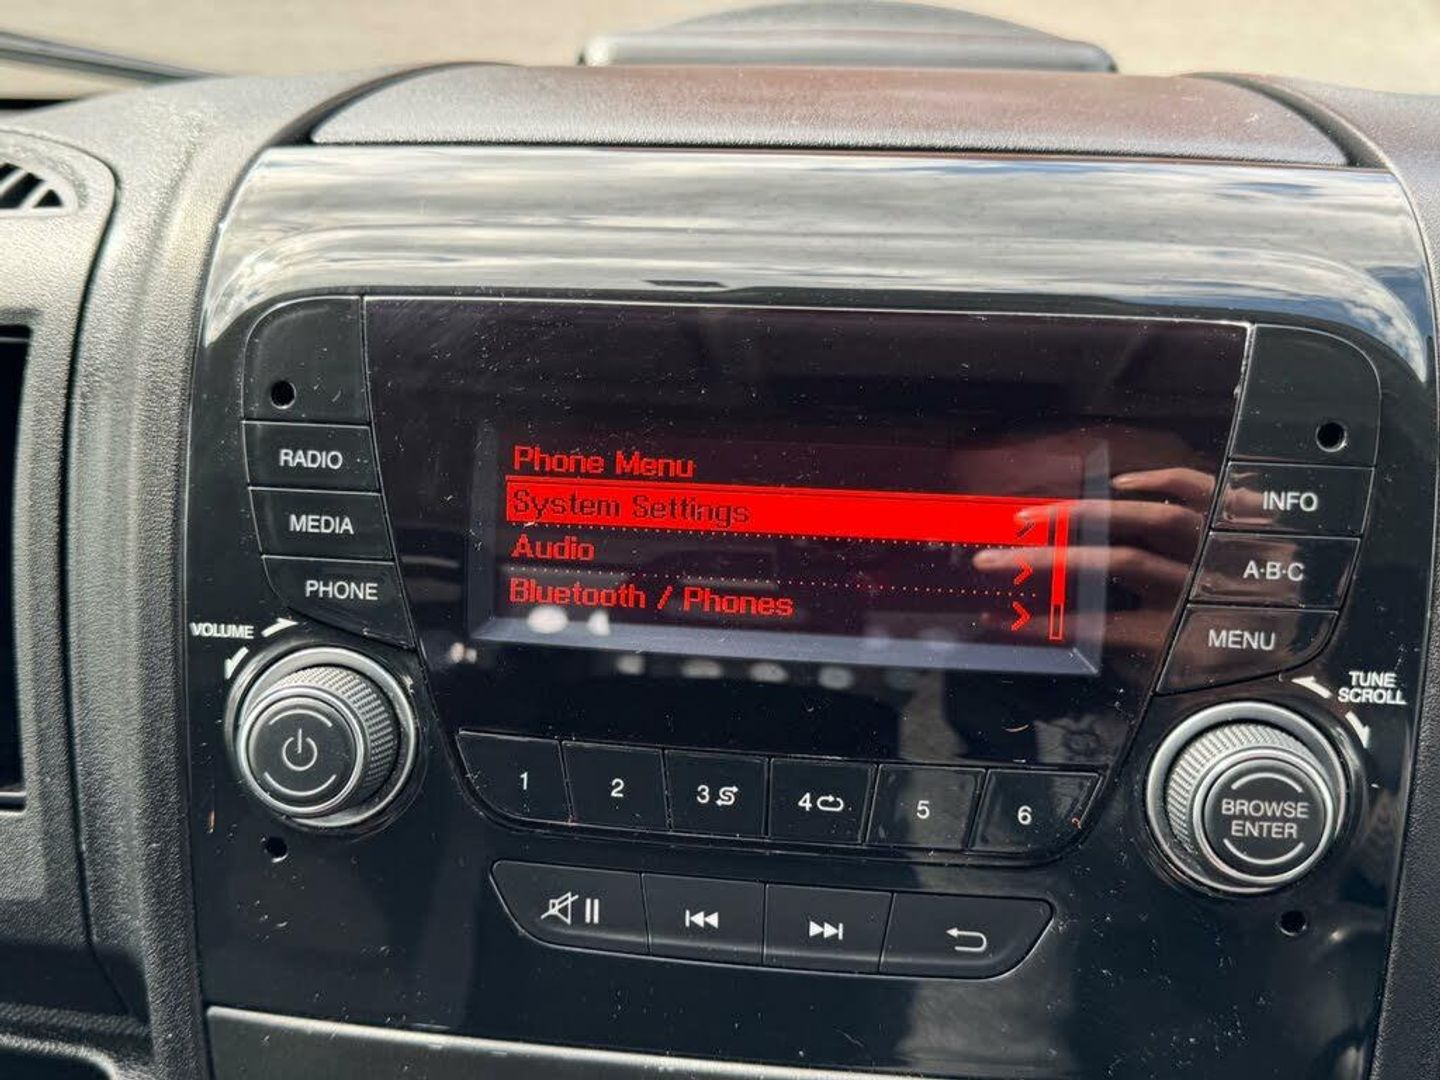 Phone Menu
System Settings
Audio
Bluetooth / Phones
RADIO
MEDIA
PHONE
VOLUME
INFO
A·B·C
MENU
TUNE
SCROLL
1
2
3
4
5
6
BROWSE
ENTER